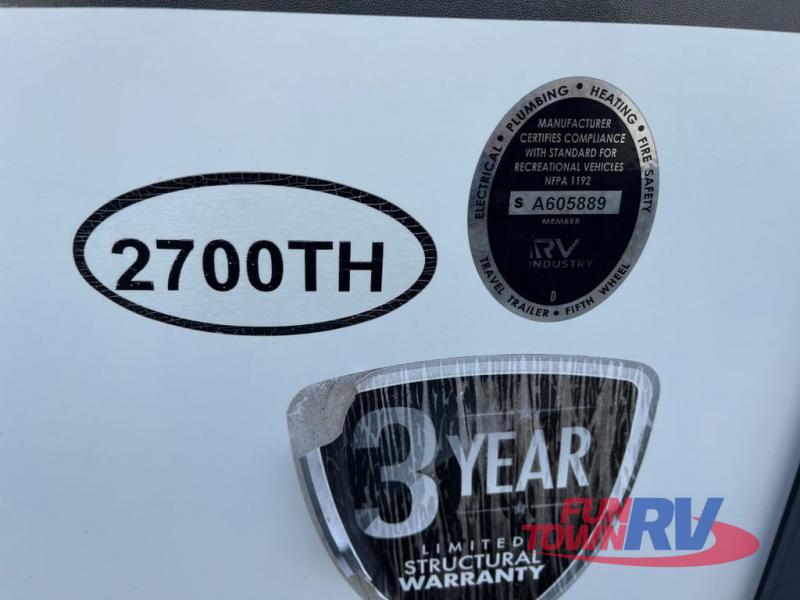 2700TH
ELECTRICAL • PLUMBING • HEATING • FIRE SAFETY
MANUFACTURER
CERTIFIES COMPLIANCE
WITH STANDARD FOR
RECREATIONAL VEHICLES
NFPA 1192
S A605889
MEMBER
RV
INDUSTRY
D
TRAVEL TRAILER • FIFTH WHEEL
3 YEAR
LIMITED
STRUCTURAL
WARRANTY
FUN
TOWN RV